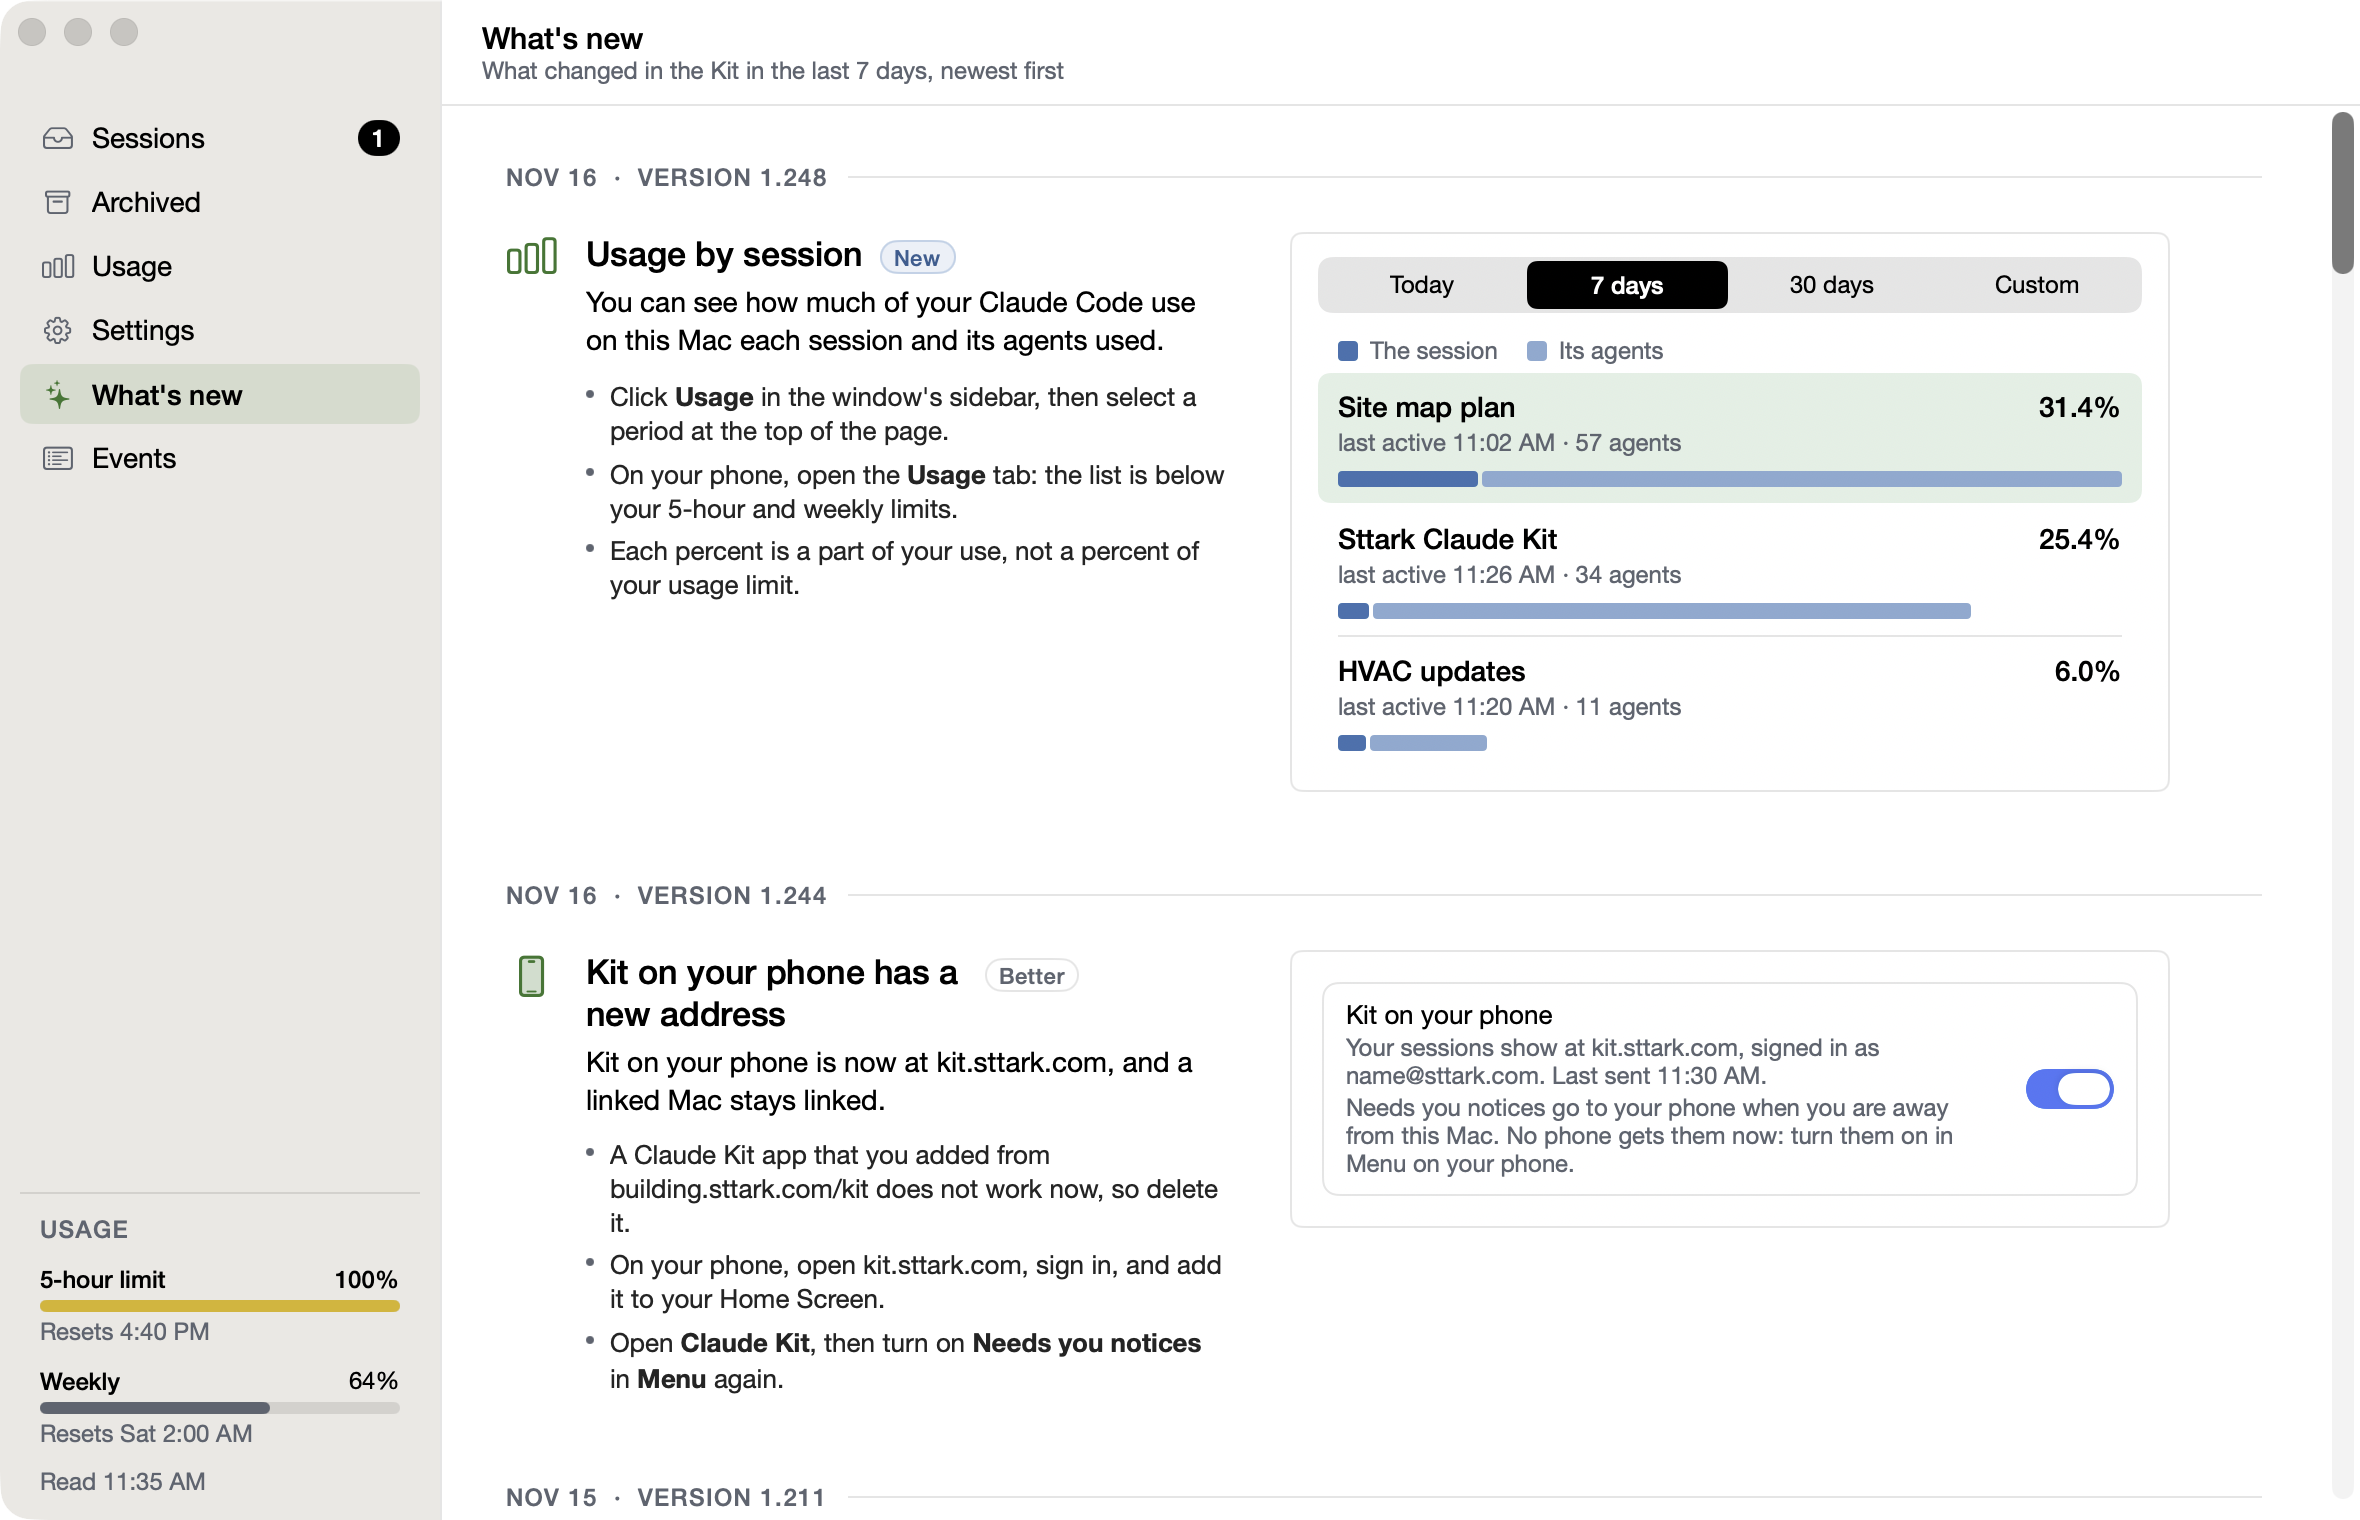 Sessions
1
Archived
Usage
Settings
What's new
Events
USAGE
5-hour limit 100%
Resets 4:40 PM
Weekly 64%
Resets Sat 2:00 AM
Read 11:35 AM
What's new
What changed in the Kit in the last 7 days, newest first
NOV 16 · VERSION 1.248
Usage by session New
You can see how much of your Claude Code use
on this Mac each session and its agents used.
• Click Usage in the window's sidebar, then select a
period at the top of the page.
• On your phone, open the Usage tab: the list is below
your 5-hour and weekly limits.
• Each percent is a part of your use, not a percent of
your usage limit.
Today 7 days 30 days Custom
The session Its agents
Site map plan 31.4%
last active 11:02 AM · 57 agents
Sttark Claude Kit 25.4%
last active 11:26 AM · 34 agents
HVAC updates 6.0%
last active 11:20 AM · 11 agents
NOV 16 · VERSION 1.244
Kit on your phone has a Better
new address
Kit on your phone is now at kit.sttark.com, and a
linked Mac stays linked.
• A Claude Kit app that you added from
building.sttark.com/kit does not work now, so delete
it.
• On your phone, open kit.sttark.com, sign in, and add
it to your Home Screen.
• Open Claude Kit, then turn on Needs you notices
in Menu again.
Kit on your phone
Your sessions show at kit.sttark.com, signed in as
name@sttark.com. Last sent 11:30 AM.
Needs you notices go to your phone when you are away
from this Mac. No phone gets them now: turn them on in
Menu on your phone.
NOV 15 · VERSION 1.211